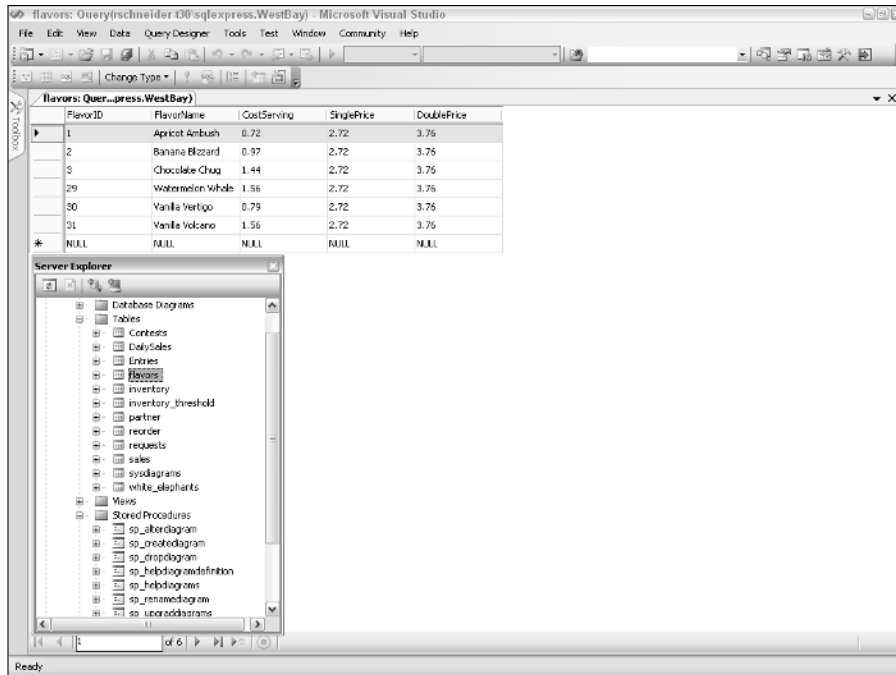 flavors: Query(rschneider-t30\sqlexpress.WestBay) - Microsoft Visual Studio
File Edit View Data Query Designer Tools Test Window Community Help
Change Type
flavors: Quer...press.WestBay)
Toolbox
FlavorID FlavorName CostServing SinglePrice DoublePrice
1 Apricot Ambush 0.72 2.72 3.76
2 Banana Blizzard 0.97 2.72 3.76
3 Chocolate Chug 1.44 2.72 3.76
29 Watermelon Whale 1.56 2.72 3.76
30 Vanilla Vertigo 0.79 2.72 3.76
31 Vanilla Volcano 1.56 2.72 3.76
NULL NULL NULL NULL NULL
Server Explorer
Database Diagrams
Tables
Contests
DailySales
Entries
flavors
inventory
inventory_threshold
partner
reorder
requests
sales
sysdiagrams
white_elephants
Views
Stored Procedures
sp_alterdiagram
sp_creatediagram
sp_dropdiagram
sp_helpdiagramdefinition
sp_helpdiagrams
sp_renamediagram
sp_upgraddiagrams
1 of 6
Ready